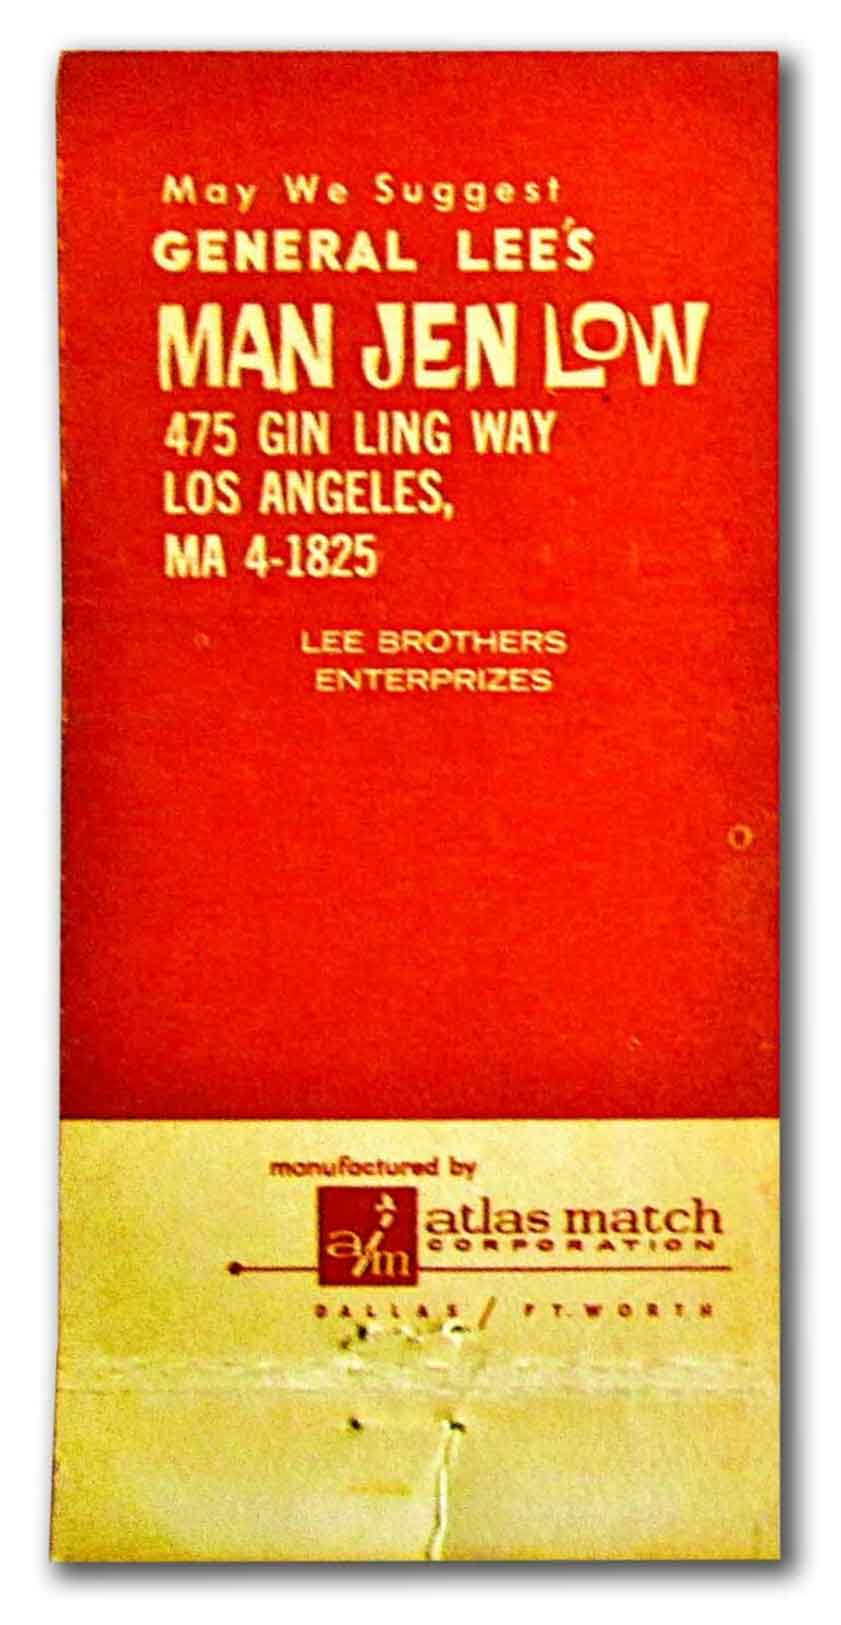 May We Suggest
GENERAL LEE'S
MAN JEN LOW
475 GIN LING WAY
LOS ANGELES,
MA 4-1825
LEE BROTHERS
ENTERPRIZES
manufactured by
a/m
atlas match
CORPORATION
DALLAS / FT. WORTH